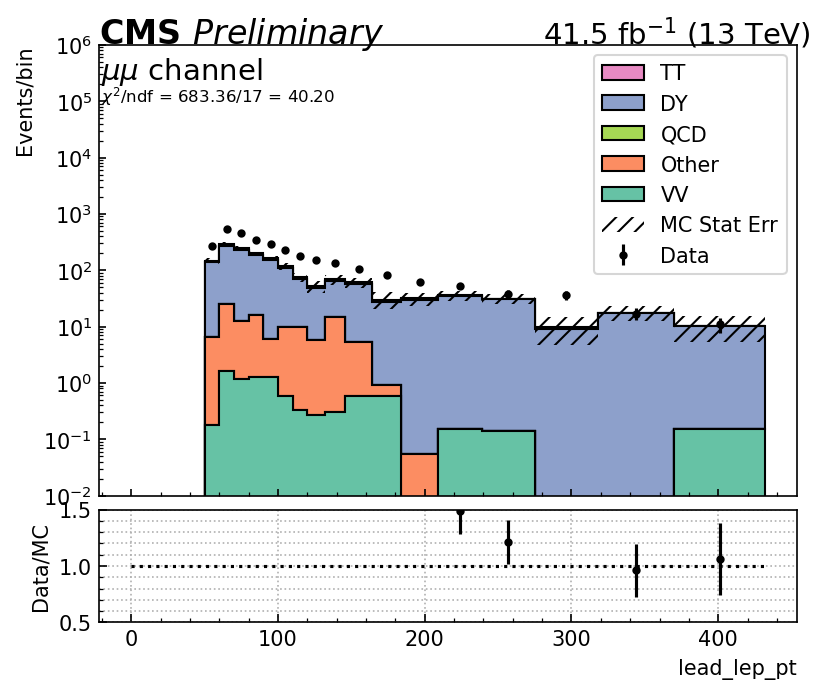 CMS Preliminary 41.5 fb⁻¹ (13 TeV)
μμ channel
χ²/ndf = 683.36/17 = 40.20
Events/bin
10⁶
10⁵
10⁴
10³
10²
10¹
10⁰
10⁻¹
10⁻²
TT
DY
QCD
Other
VV
MC Stat Err
Data
Data/MC
1.5
1.0
0.5
0 100 200 300 400
lead_lep_pt